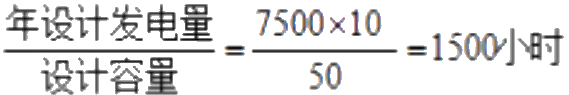 年设计发电量 / 设计容量 = 7500×10 / 50 =1500小时